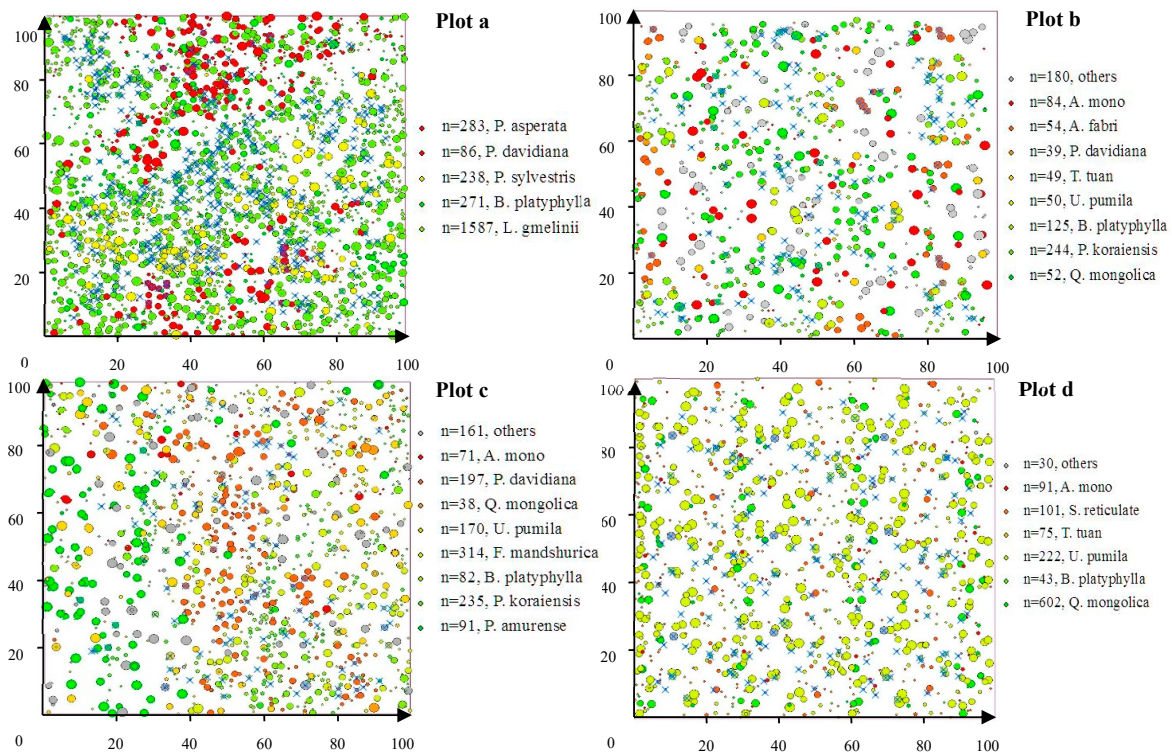 Plot a
100
80
60
40
20
0
20
40
60
80
100
n=283, P. asperata
n=86, P. davidiana
n=238, P. sylvestris
n=271, B. platyphylla
n=1587, L. gmelinii
Plot b
100
80
60
40
20
0
20
40
60
80
100
n=180, others
n=84, A. mono
n=54, A. fabri
n=39, P. davidiana
n=49, T. tuan
n=50, U. pumila
n=125, B. platyphylla
n=244, P. koraiensis
n=52, Q. mongolica
Plot c
100
80
60
40
20
0
20
40
60
80
100
n=161, others
n=71, A. mono
n=197, P. davidiana
n=38, Q. mongolica
n=170, U. pumila
n=314, F. mandshurica
n=82, B. platyphylla
n=235, P. koraiensis
n=91, P. amurense
Plot d
100
80
60
40
20
0
20
40
60
80
100
n=30, others
n=91, A. mono
n=101, S. reticulate
n=75, T. tuan
n=222, U. pumila
n=43, B. platyphylla
n=602, Q. mongolica